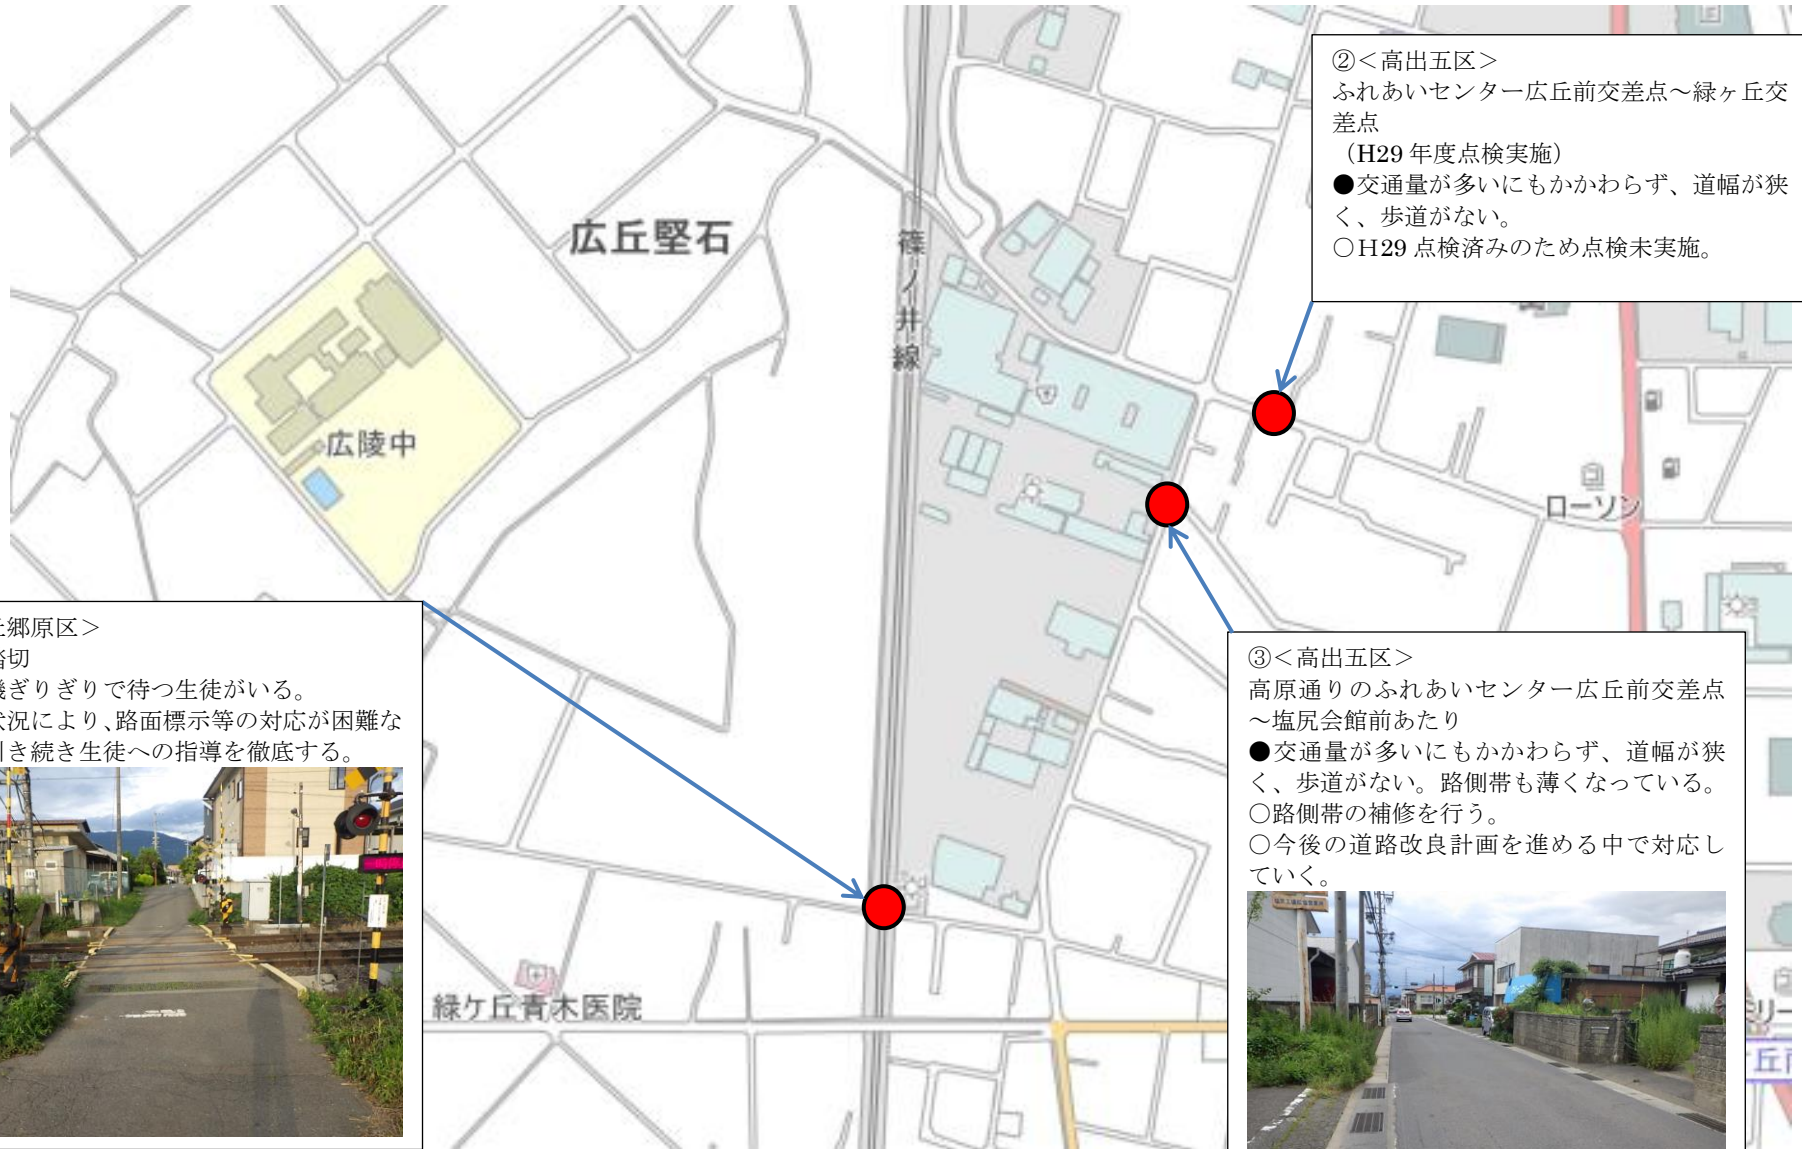 ②＜高出五区＞
ふれあいセンター広丘前交差点～緑ヶ丘交
差点
（H29 年度点検実施）
●交通量が多いにもかかわらず、道幅が狭
く、歩道がない。
○H29 点検済みのため点検未実施。
広丘堅石
篠ノ井線
広陵中
ローソン
丘郷原区＞
踏切
機ぎりぎりで待つ生徒がいる。
状況により、路面標示等の対応が困難な
引き続き生徒への指導を徹底する。
③＜高出五区＞
高原通りのふれあいセンター広丘前交差点
～塩尻会館前あたり
●交通量が多いにもかかわらず、道幅が狭
く、歩道がない。路側帯も薄くなっている。
○路側帯の補修を行う。
○今後の道路改良計画を進める中で対応し
ていく。
緑ケ丘青木医院
リー
丘